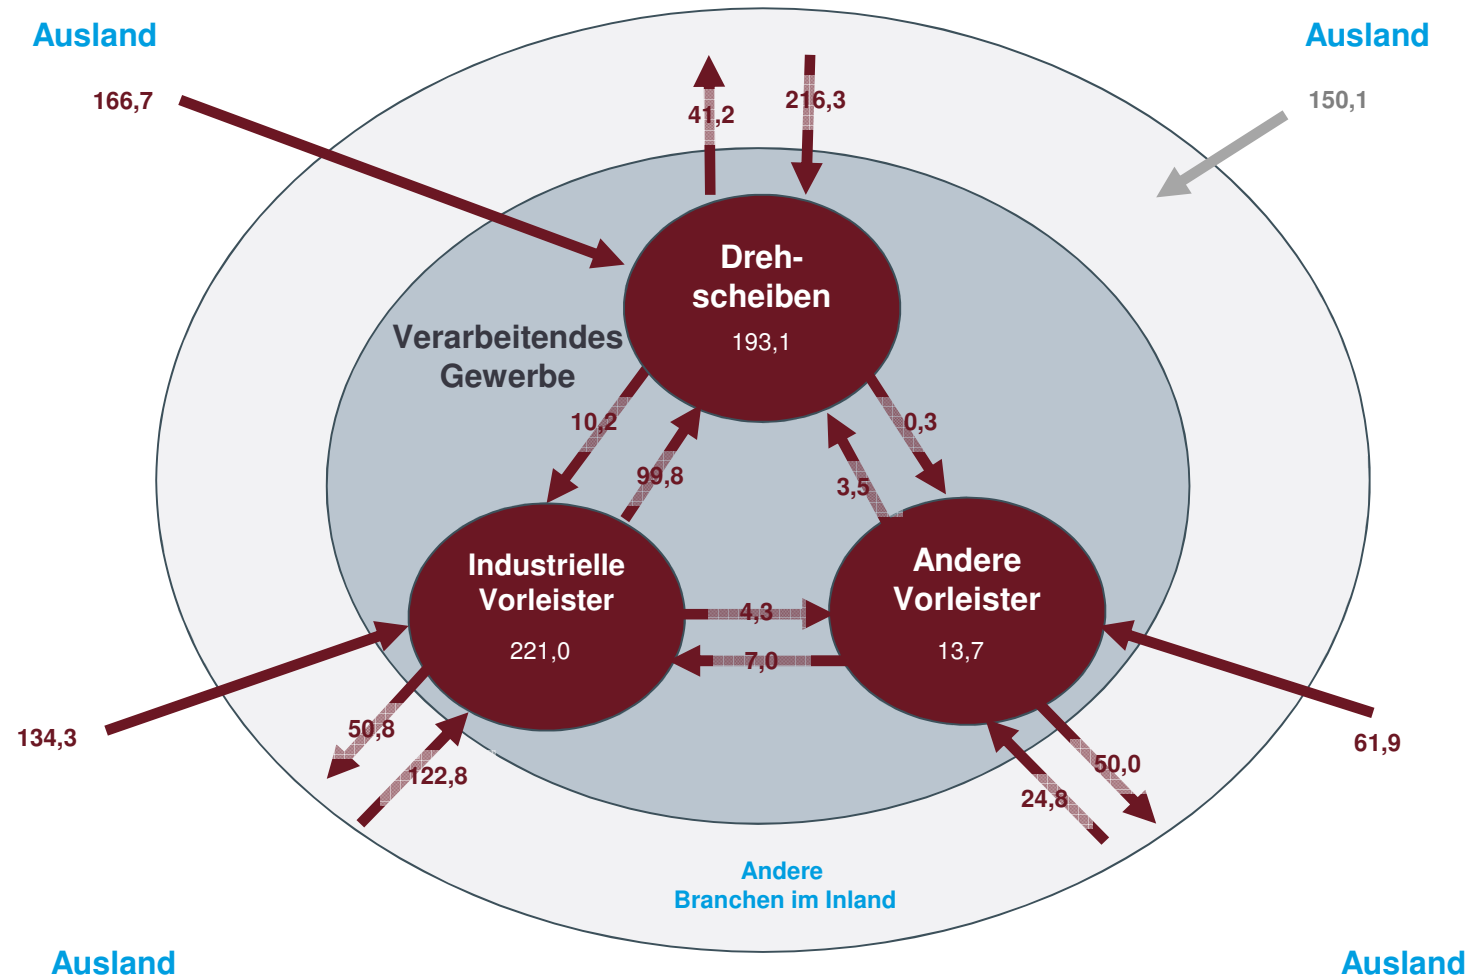 Ausland
Ausland
166,7
150,1
41,2
216,3
Dreh-
scheiben
193,1
Verarbeitendes
Gewerbe
10,2
0,3
99,8
3,5
Industrielle
Vorleister
221,0
Andere
Vorleister
13,7
4,3
7,0
134,3
50,8
122,8
61,9
50,0
24,8
Andere
Branchen im Inland
Ausland
Ausland